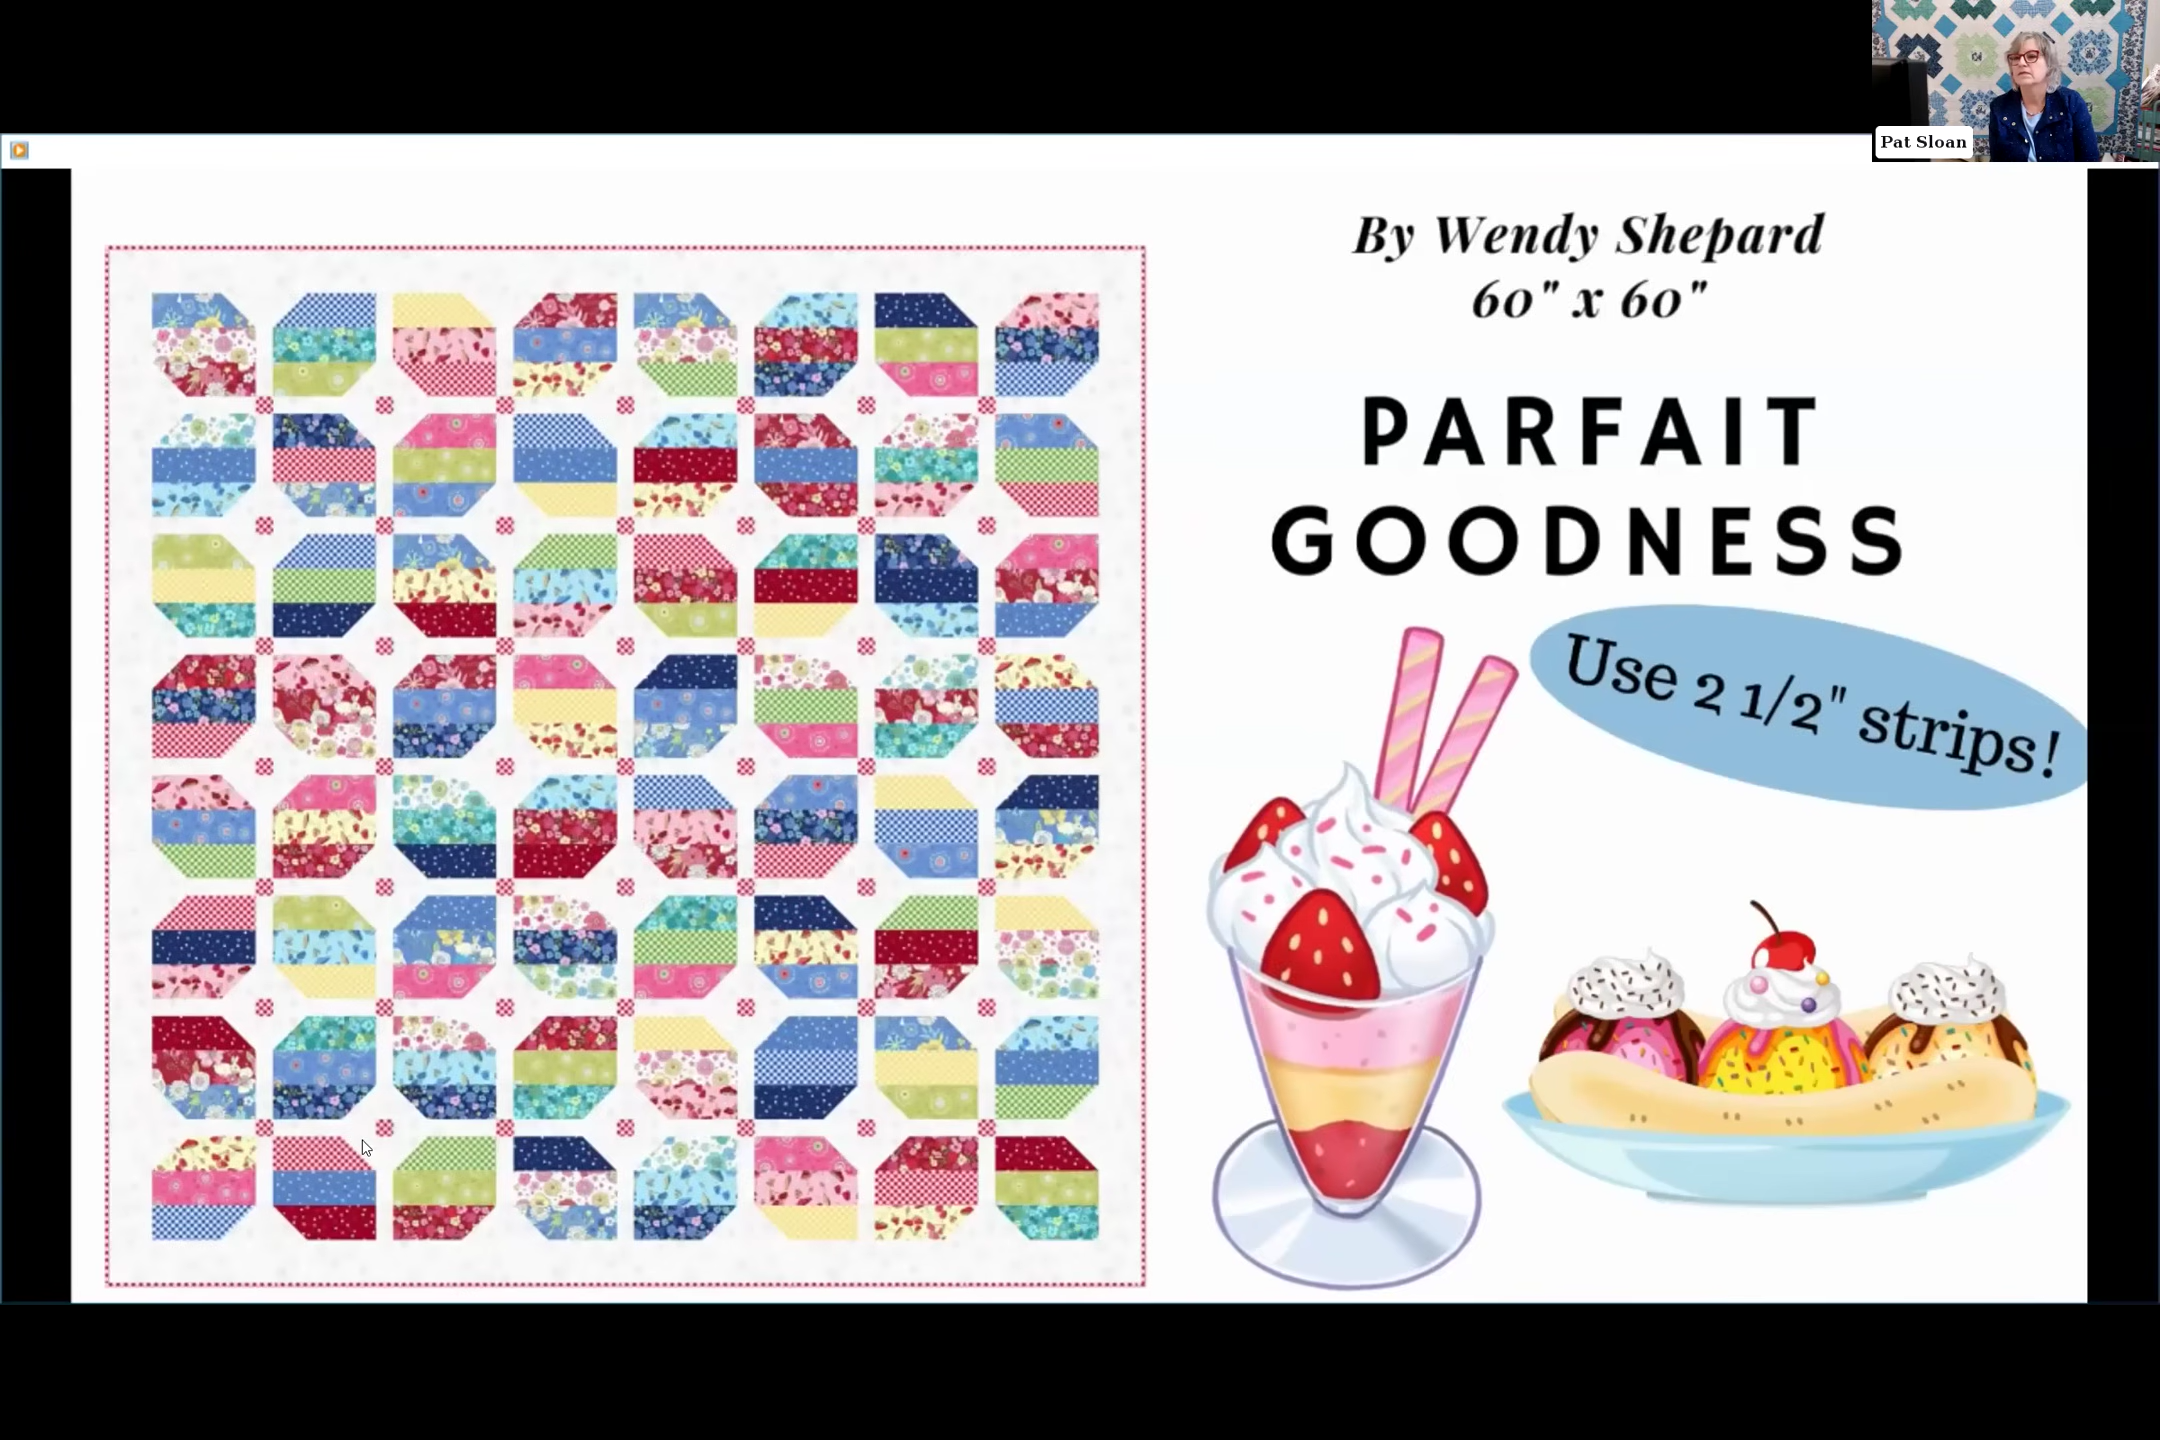 Pat Sloan
By Wendy Shepard
60" x 60"
PARFAIT
GOODNESS
Use 2 1/2" strips!